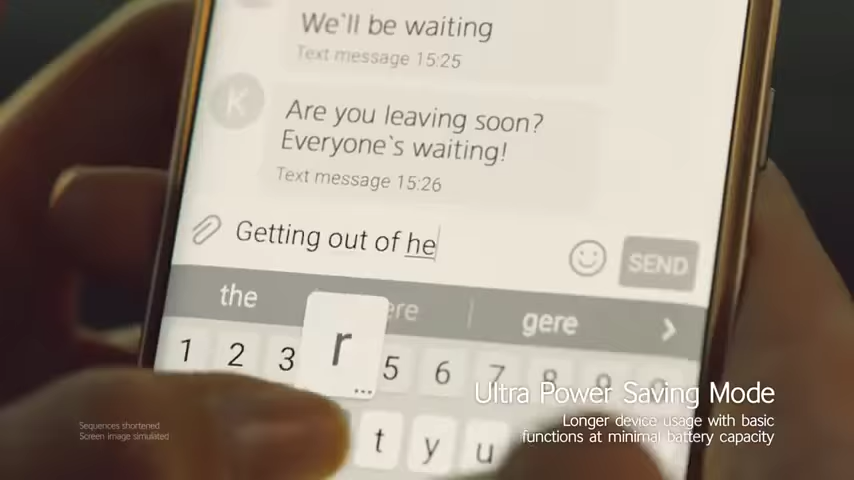 We`ll be waiting
Text message 15:25
K
Are you leaving soon?
Everyone`s waiting!
Text message 15:26
Getting out of he
SEND
the
ere
gere
1 2 3 r 5 6 7 8 9
...
t y u
Ultra Power Saving Mode
Longer device usage with basic
functions at minimal battery capacity
Sequences shortened
Screen image simulated